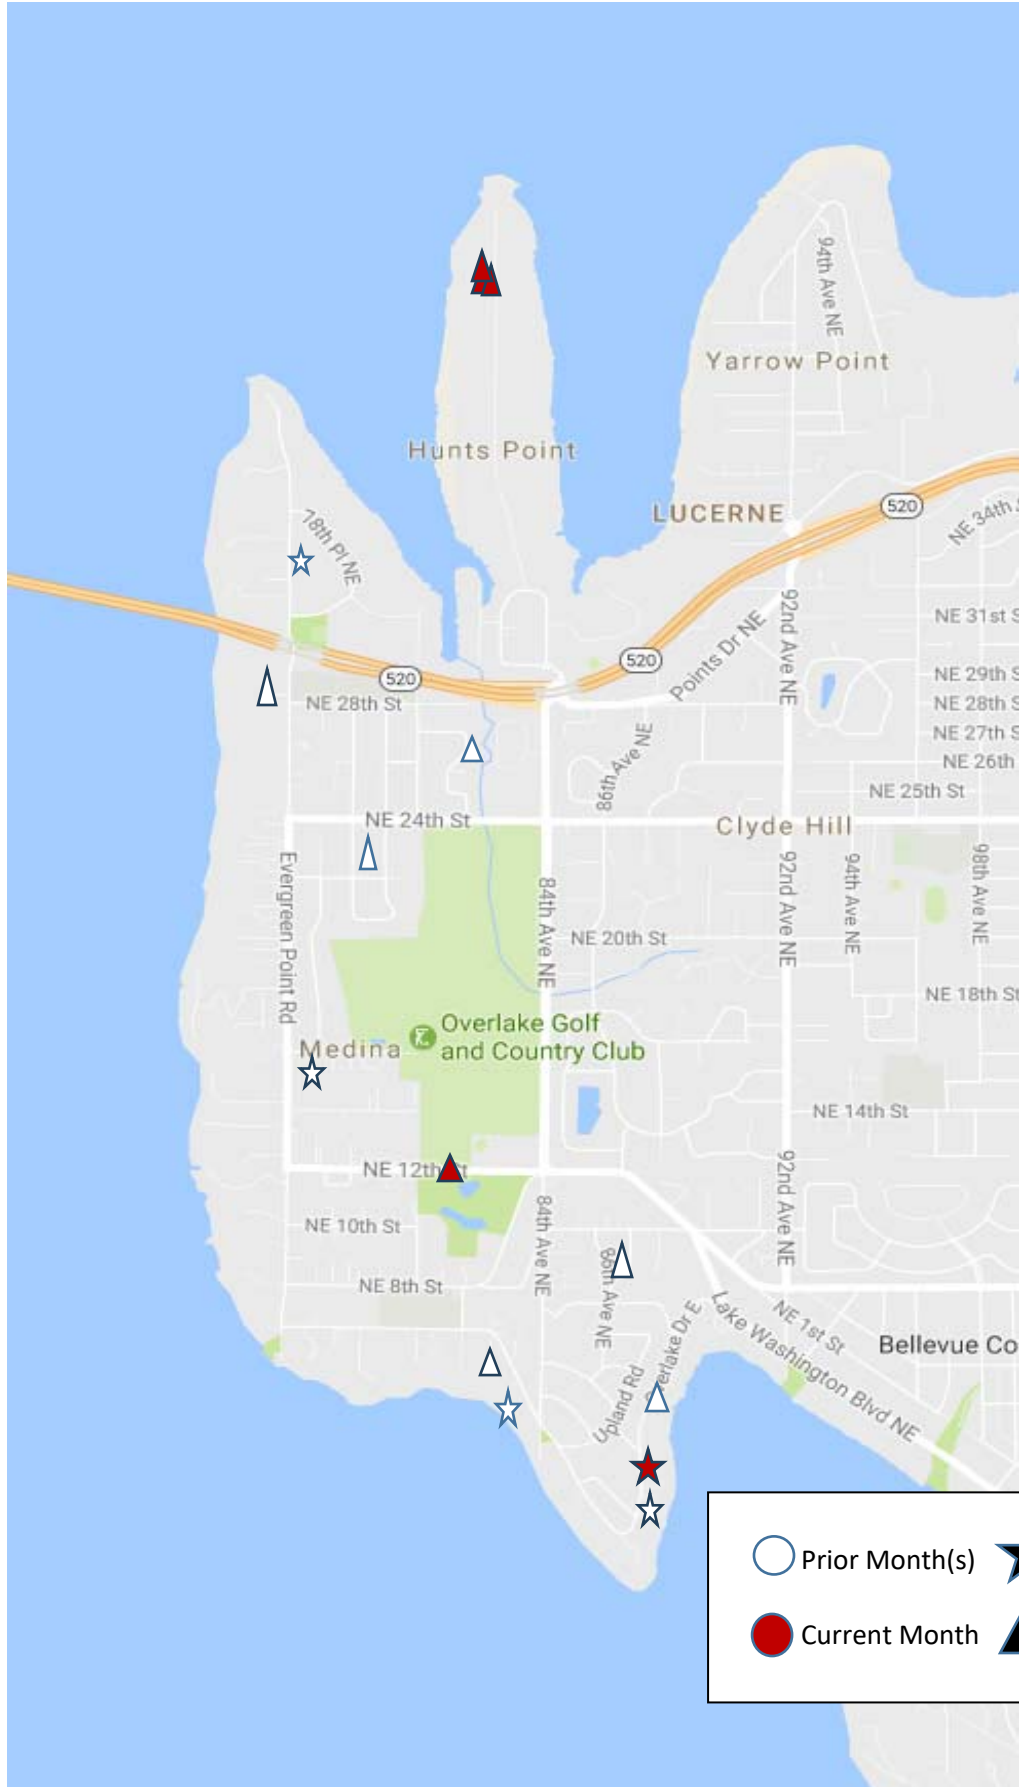 94th Ave NE
Yarrow Point
Hunts Point
LUCERNE
520
NE 34th
78th Pl NE
92nd Ave NE
NE 31st S
Points Dr NE
520
520
NE 29th S
NE 28th St
NE 28th S
86th Ave NE
NE 27th S
NE 26th
NE 25th St
NE 24th St
Clyde Hill
Evergreen Point Rd
84th Ave NE
92nd Ave NE
94th Ave NE
98th Ave NE
NE 20th St
NE 18th St
Overlake Golf
and Country Club
Medina
NE 14th St
NE 12th St
92nd Ave NE
84th Ave NE
NE 10th St
86th Ave NE
NE 8th St
Overlake Dr E
Lake Washington Blvd NE
NE 1st St
Bellevue Co
Upland Rd
Prior Month(s)
Current Month